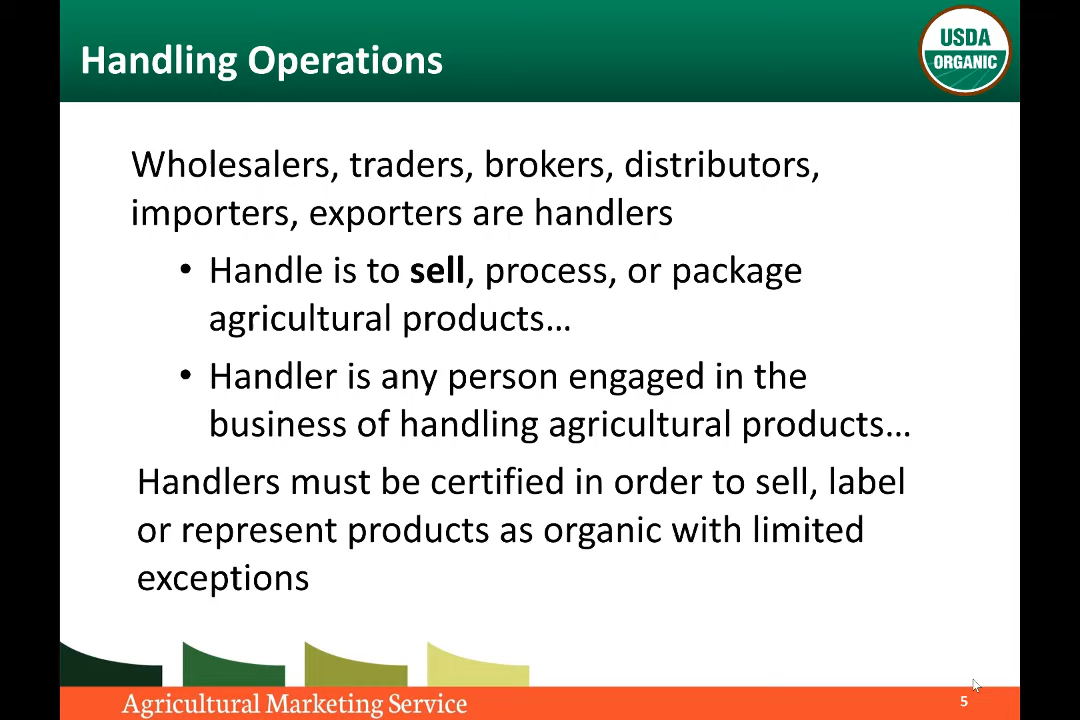 Handling Operations
USDA
ORGANIC
Wholesalers, traders, brokers, distributors,
importers, exporters are handlers
• Handle is to sell, process, or package
agricultural products…
• Handler is any person engaged in the
business of handling agricultural products…
Handlers must be certified in order to sell, label
or represent products as organic with limited
exceptions
Agricultural Marketing Service
5